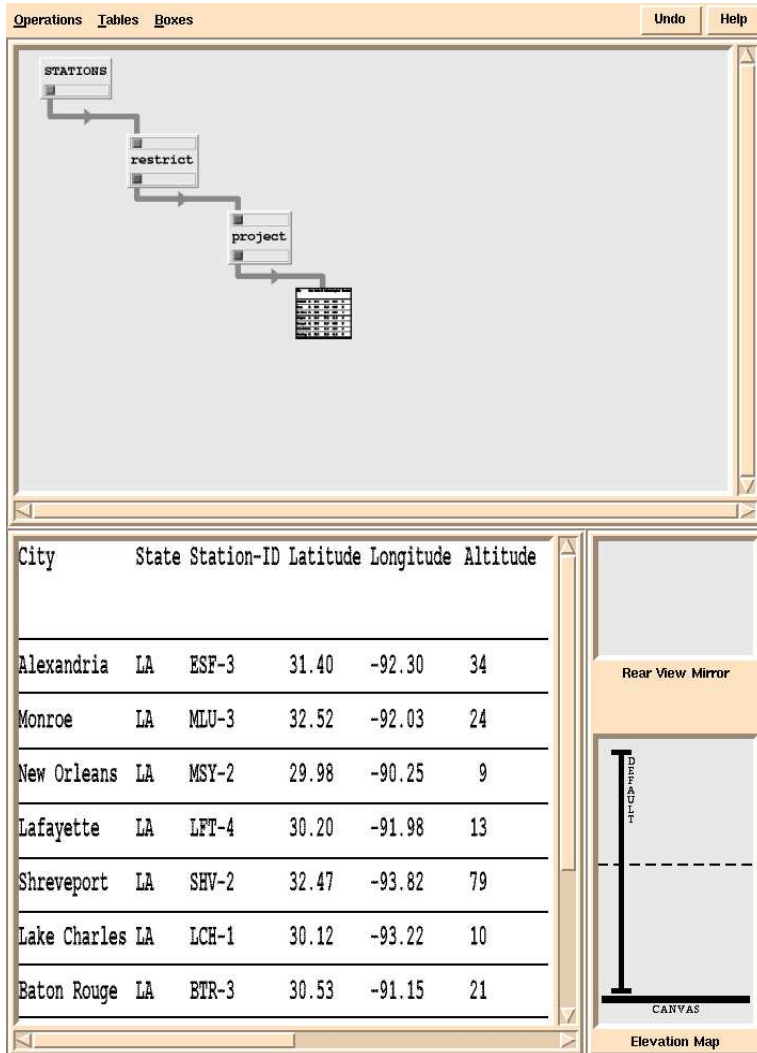 Operations Tables Boxes Undo Help
STATIONS
restrict
project
City State Station-ID Latitude Longitude Altitude
Alexandria LA ESF-3 31.40 -92.30 34
Monroe LA MLU-3 32.52 -92.03 24
New Orleans LA MSY-2 29.98 -90.25 9
Lafayette LA LFT-4 30.20 -91.98 13
Shreveport LA SHV-2 32.47 -93.82 79
Lake Charles LA LCH-1 30.12 -93.22 10
Baton Rouge LA BTR-3 30.53 -91.15 21
Rear View Mirror
DEFAULT
CANVAS
Elevation Map